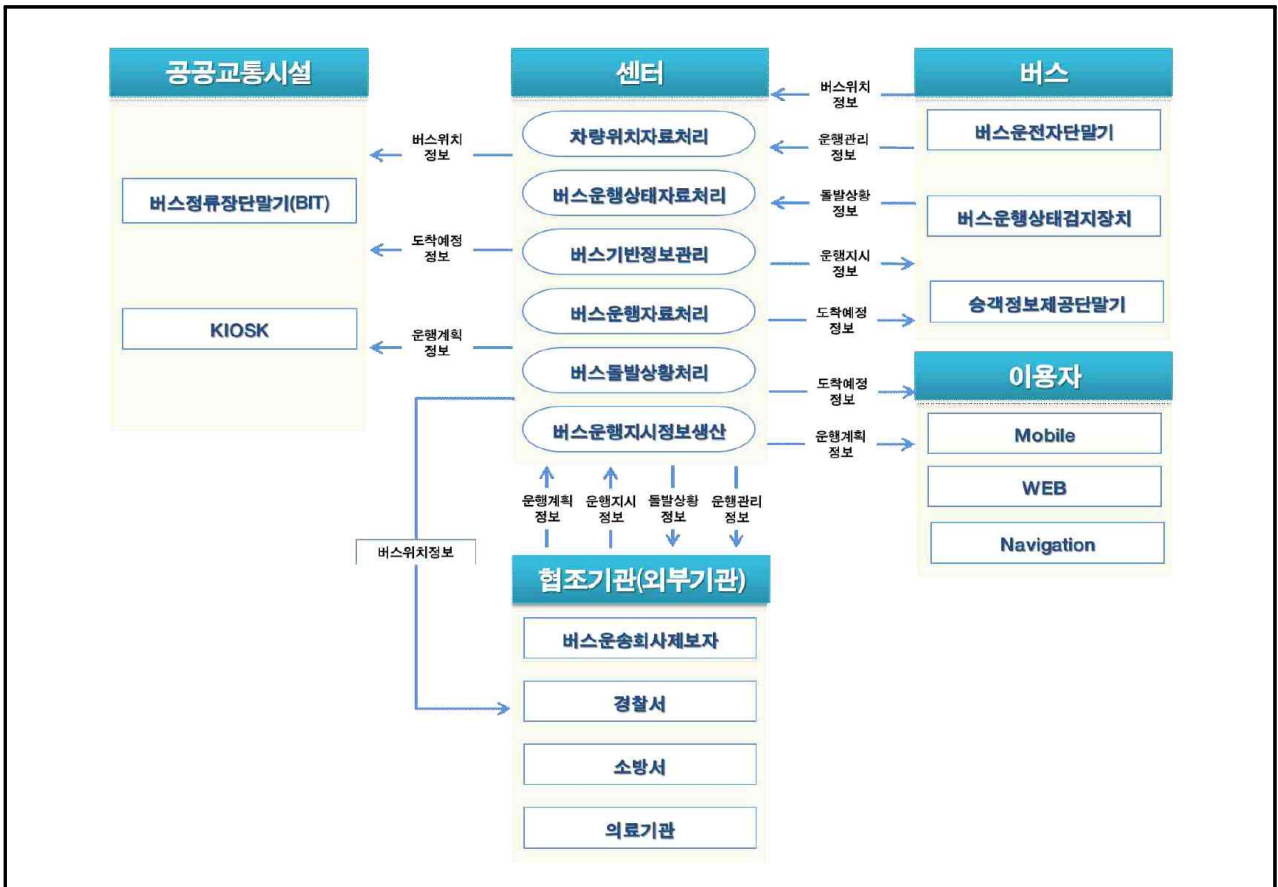 공공교통시설
버스정류장단말기(BIT)
KIOSK
버스위치
정보
도착예정
정보
운행계획
정보
센터
차량위치자료처리
버스운행상태자료처리
버스기반정보관리
버스운행자료처리
버스돌발상황처리
버스운행지시정보생산
버스위치
정보
운행관리
정보
돌발상황
정보
운행지시
정보
도착예정
정보
도착예정
정보
운행계획
정보
버스
버스운전자단말기
버스운행상태검지장치
승객정보제공단말기
이용자
Mobile
WEB
Navigation
운행계획
정보
운행지시
정보
돌발상황
정보
운행관리
정보
버스위치정보
협조기관(외부기관)
버스운송회사제보자
경찰서
소방서
의료기관